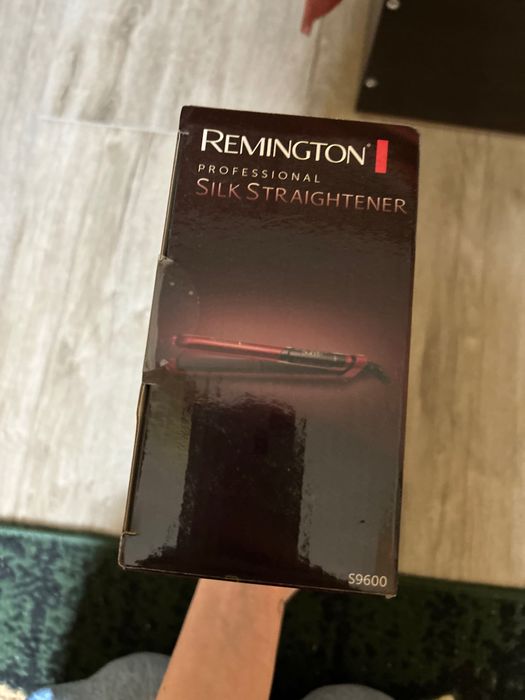 REMINGTON®
PROFESSIONAL
SILK STRAIGHTENER
S9600